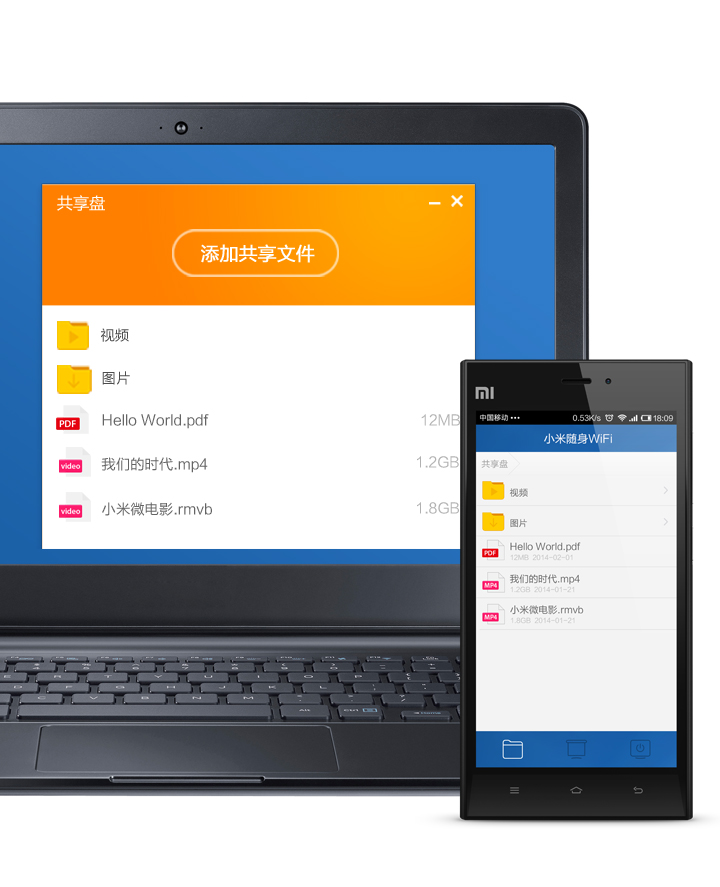 共享盘
添加共享文件
视频
图片
PDF Hello World.pdf 12MB
video 我们的时代.mp4 1.2GB
video 小米微电影.rmvb 1.8GB
Alt Ctrl Home
mi
中国移动 ••• 0.53K/s 18:09
小米随身WiFi
共享盘
视频
图片
PDF Hello World.pdf
12MB 2014-02-01
MP4 我们的时代.mp4
1.2GB 2014-01-21
MP4 小米微电影.rmvb
1.8GB 2014-01-21